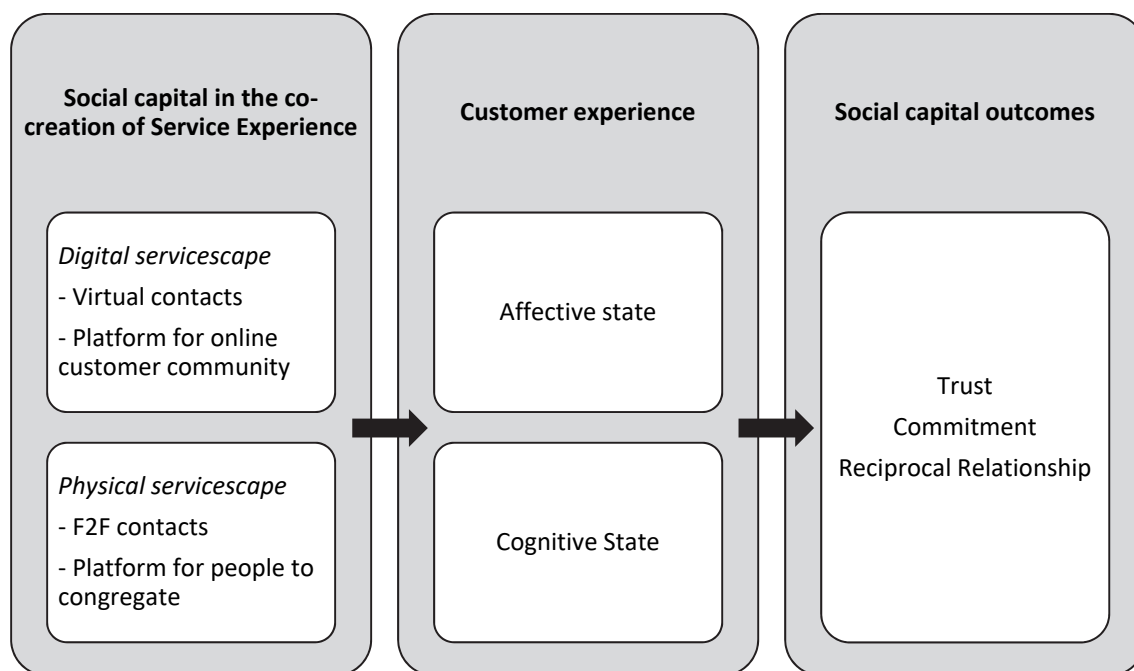 Social capital in the co-
creation of Service Experience
Digital servicescape
- Virtual contacts
- Platform for online
customer community
Physical servicescape
- F2F contacts
- Platform for people to
congregate
Customer experience
Affective state
Cognitive State
Social capital outcomes
Trust
Commitment
Reciprocal Relationship